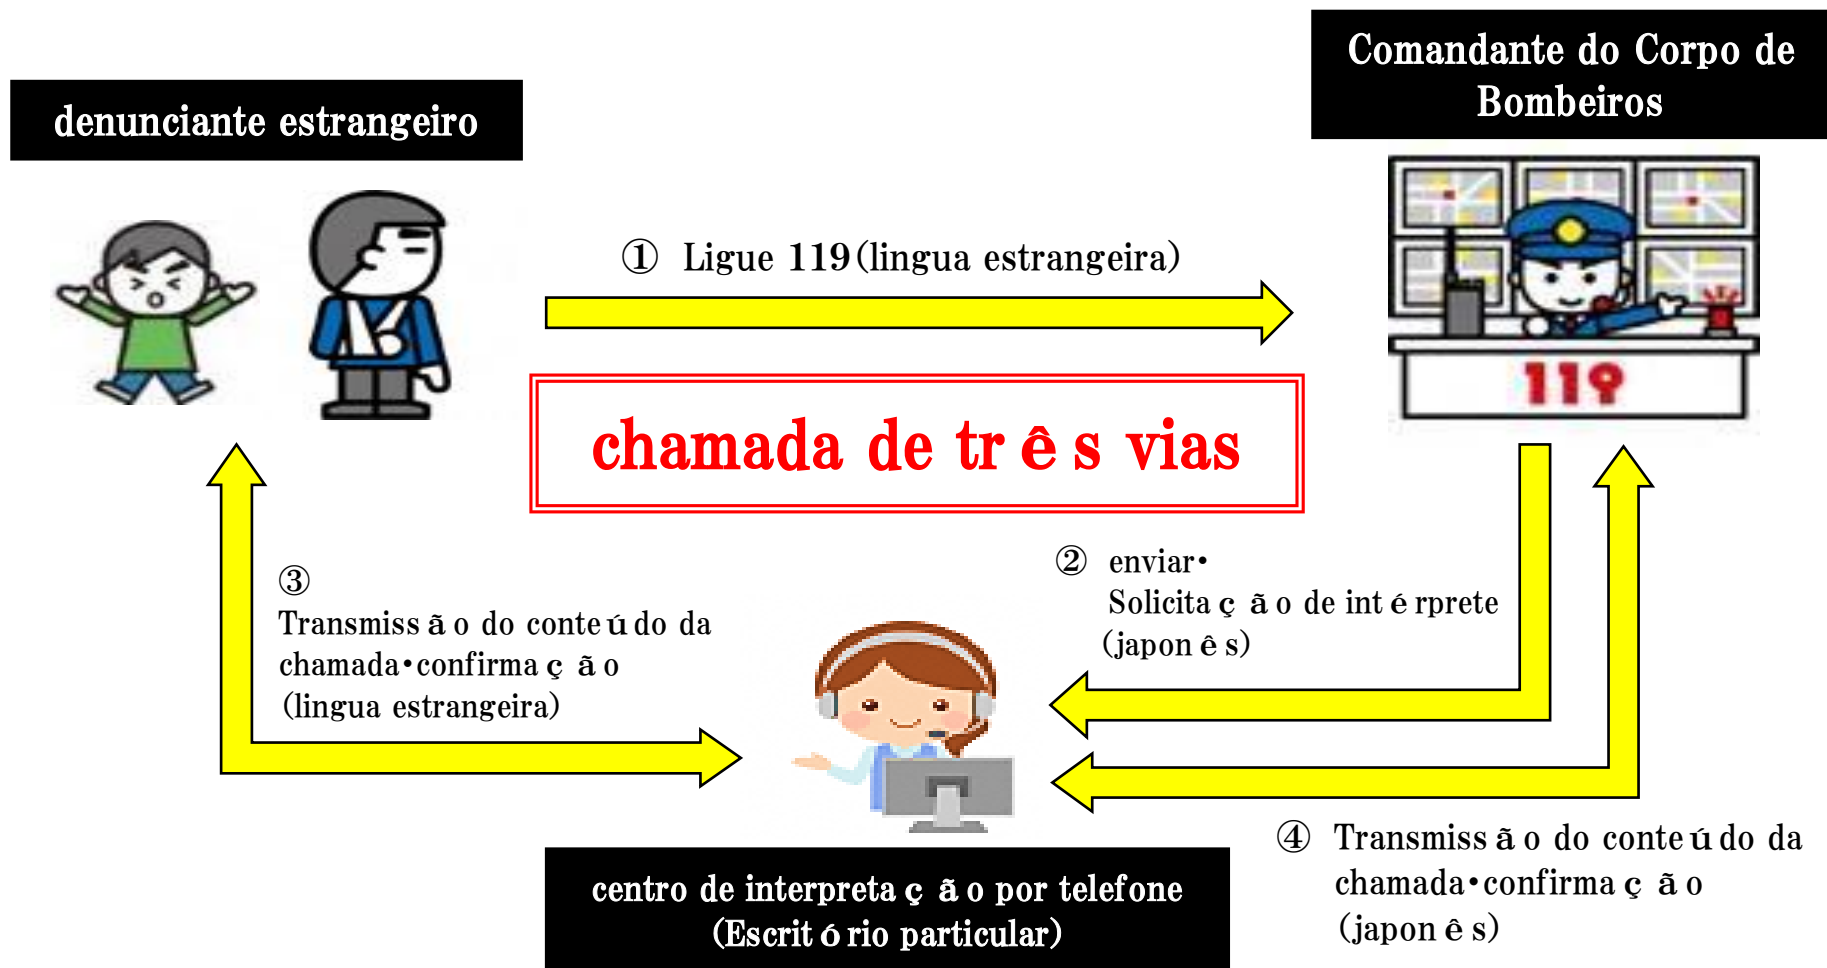 Comandante do Corpo de
Bombeiros
denunciante estrangeiro
① Ligue 119(lingua estrangeira)
119
chamada de três vias
② enviar・
Solicitação de intérprete
(japonês)
③
Transmissão do conteúdo da
chamada・confirmação
(lingua estrangeira)
④ Transmissão do conteúdo da
chamada・confirmação
(japonês)
centro de interpretação por telefone
(Escritório particular)